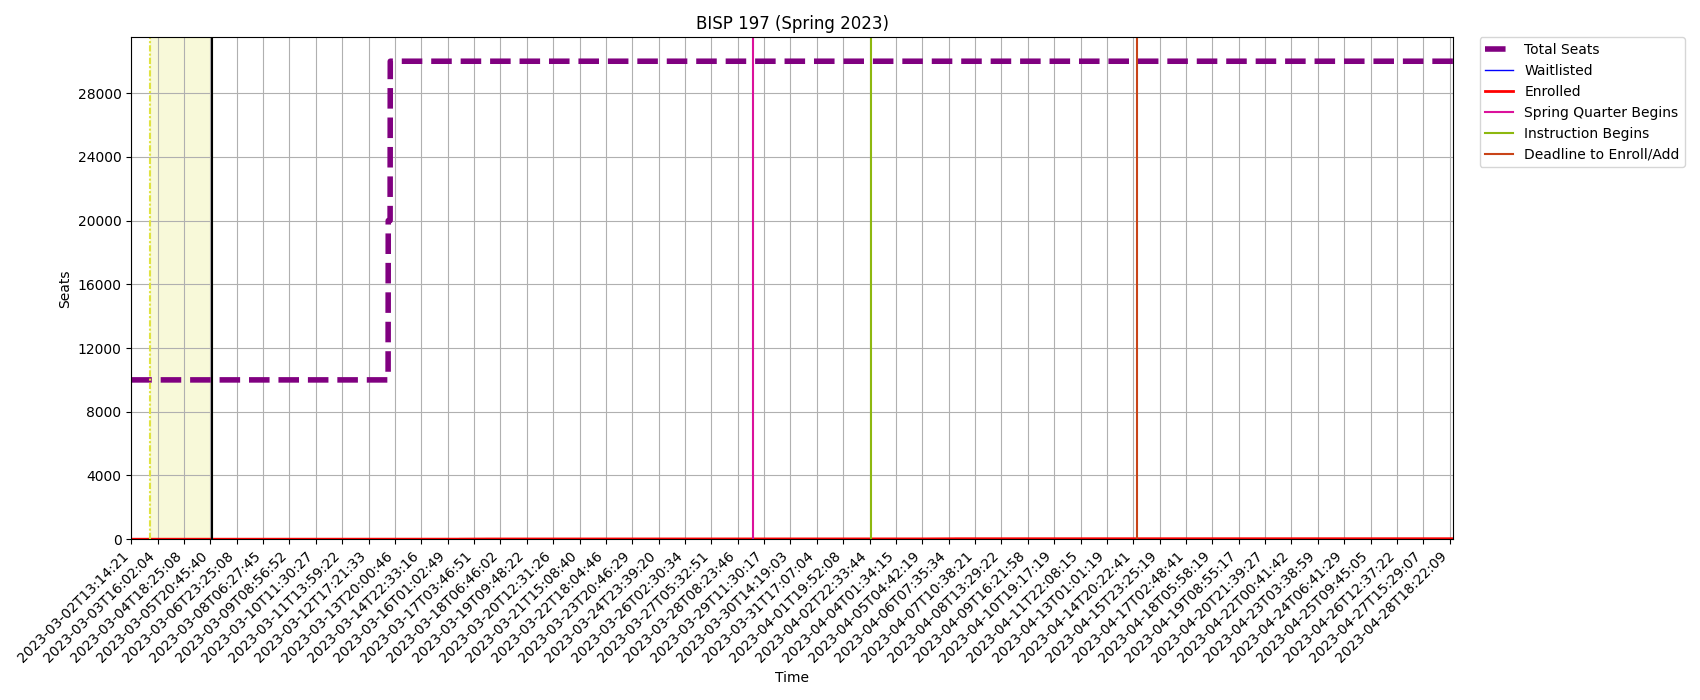 BISP 197 (Spring 2023)
Total Seats
Waitlisted
Enrolled
Spring Quarter Begins
Instruction Begins
Deadline to Enroll/Add
Seats
28000
24000
20000
16000
12000
8000
4000
0
2023-03-02T13:14:21
2023-03-03T16:02:04
2023-03-04T18:25:08
2023-03-05T20:45:40
2023-03-06T23:25:08
2023-03-08T06:27:45
2023-03-09T08:56:52
2023-03-10T11:30:27
2023-03-11T13:59:22
2023-03-12T17:21:33
2023-03-13T20:00:46
2023-03-14T22:33:16
2023-03-16T01:02:49
2023-03-17T03:46:51
2023-03-18T06:46:02
2023-03-19T09:48:22
2023-03-20T12:31:26
2023-03-21T15:08:40
2023-03-22T18:04:46
2023-03-23T20:46:29
2023-03-24T23:39:20
2023-03-26T02:30:34
2023-03-27T05:32:51
2023-03-28T08:23:46
2023-03-29T11:30:17
2023-03-30T14:19:03
2023-03-31T17:07:04
2023-04-01T19:52:08
2023-04-02T22:33:44
2023-04-04T01:34:15
2023-04-05T04:42:19
2023-04-06T07:35:34
2023-04-07T10:38:21
2023-04-08T13:29:22
2023-04-09T16:21:58
2023-04-10T19:17:19
2023-04-11T22:08:15
2023-04-13T01:01:19
2023-04-14T20:22:41
2023-04-15T23:25:19
2023-04-17T02:48:41
2023-04-18T05:58:19
2023-04-19T08:55:17
2023-04-20T21:39:27
2023-04-22T00:41:42
2023-04-23T03:38:59
2023-04-24T06:41:29
2023-04-25T09:45:05
2023-04-26T12:37:22
2023-04-27T15:29:07
2023-04-28T18:22:09
Time